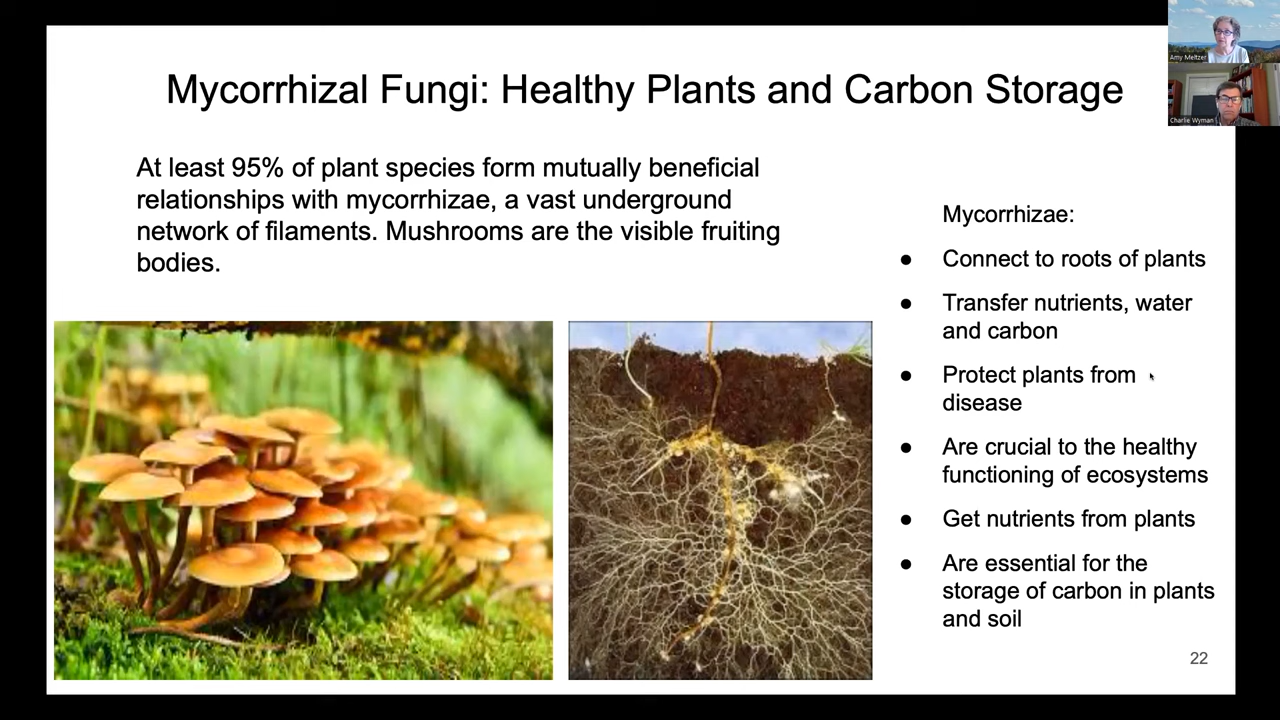 Mycorrhizal Fungi: Healthy Plants and Carbon Storage
At least 95% of plant species form mutually beneficial
relationships with mycorrhizae, a vast underground
network of filaments. Mushrooms are the visible fruiting
bodies.
Mycorrhizae:
● Connect to roots of plants
● Transfer nutrients, water
and carbon
● Protect plants from
disease
● Are crucial to the healthy
functioning of ecosystems
● Get nutrients from plants
● Are essential for the
storage of carbon in plants
and soil
22
Amy Meltzer
Charlie Wyman